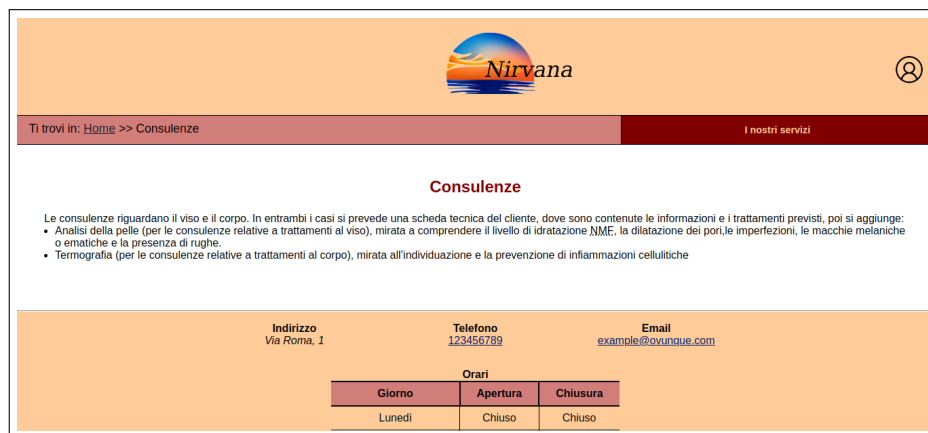 Nirvana
Ti trovi in: Home >> Consulenze
I nostri servizi
Consulenze
Le consulenze riguardano il viso e il corpo. In entrambi i casi si prevede una scheda tecnica del cliente, dove sono contenute le informazioni e i trattamenti previsti, poi si aggiunge:
• Analisi della pelle (per le consulenze relative a trattamenti al viso), mirata a comprendere il livello di idratazione NMF, la dilatazione dei pori,le imperfezioni, le macchie melaniche
o ematiche e la presenza di rughe.
• Termografia (per le consulenze relative a trattamenti al corpo), mirata all'individuazione e la prevenzione di infiammazioni cellulitiche
Indirizzo Telefono Email
Via Roma, 1 123456789 example@ovunque.com
Orari
Giorno Apertura Chiusura
Lunedì Chiuso Chiuso